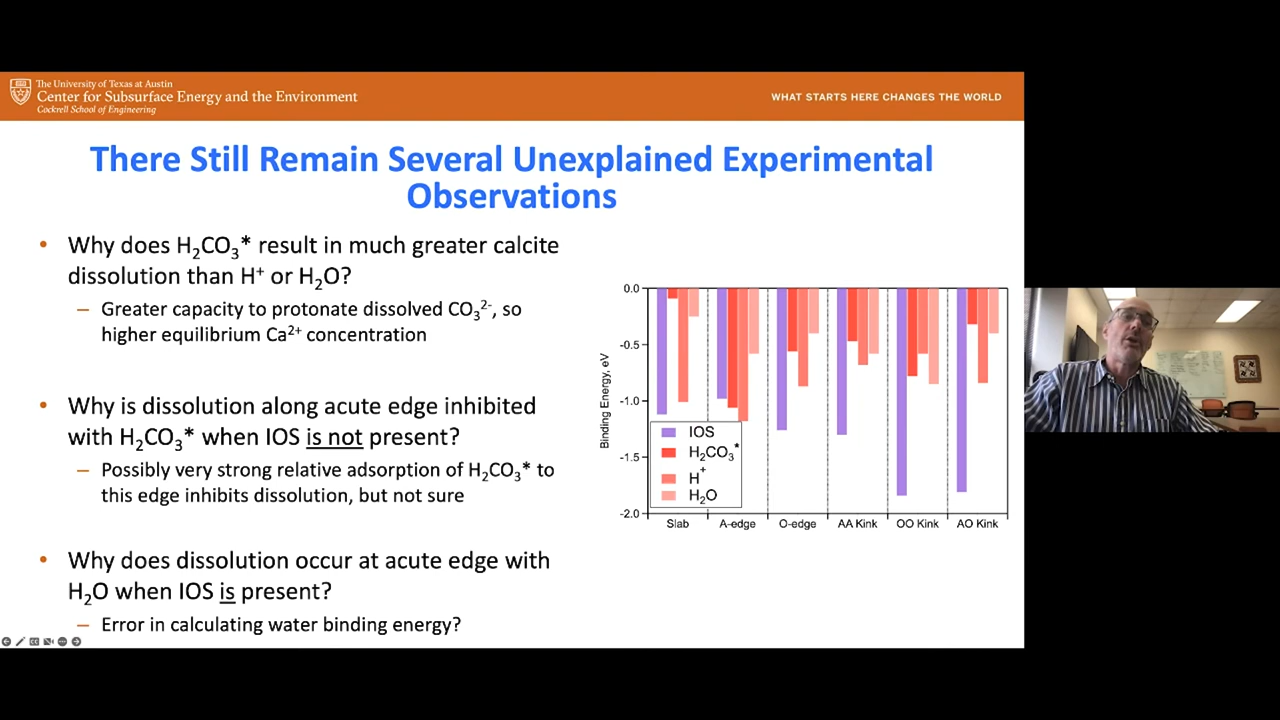 The University of Texas at Austin
Center for Subsurface Energy and the Environment
Cockrell School of Engineering
WHAT STARTS HERE CHANGES THE WORLD
There Still Remain Several Unexplained Experimental
Observations
• Why does H₂CO₃* result in much greater calcite
dissolution than H⁺ or H₂O?
– Greater capacity to protonate dissolved CO₃²⁻, so
higher equilibrium Ca²⁺ concentration
• Why is dissolution along acute edge inhibited
with H₂CO₃* when IOS is not present?
– Possibly very strong relative adsorption of H₂CO₃* to
this edge inhibits dissolution, but not sure
• Why does dissolution occur at acute edge with
H₂O when IOS is present?
– Error in calculating water binding energy?
Binding Energy, eV
0.0
-0.5
-1.0
-1.5
-2.0
IOS
H₂CO₃*
H⁺
H₂O
Slab A-edge O-edge AA Kink OO Kink AO Kink